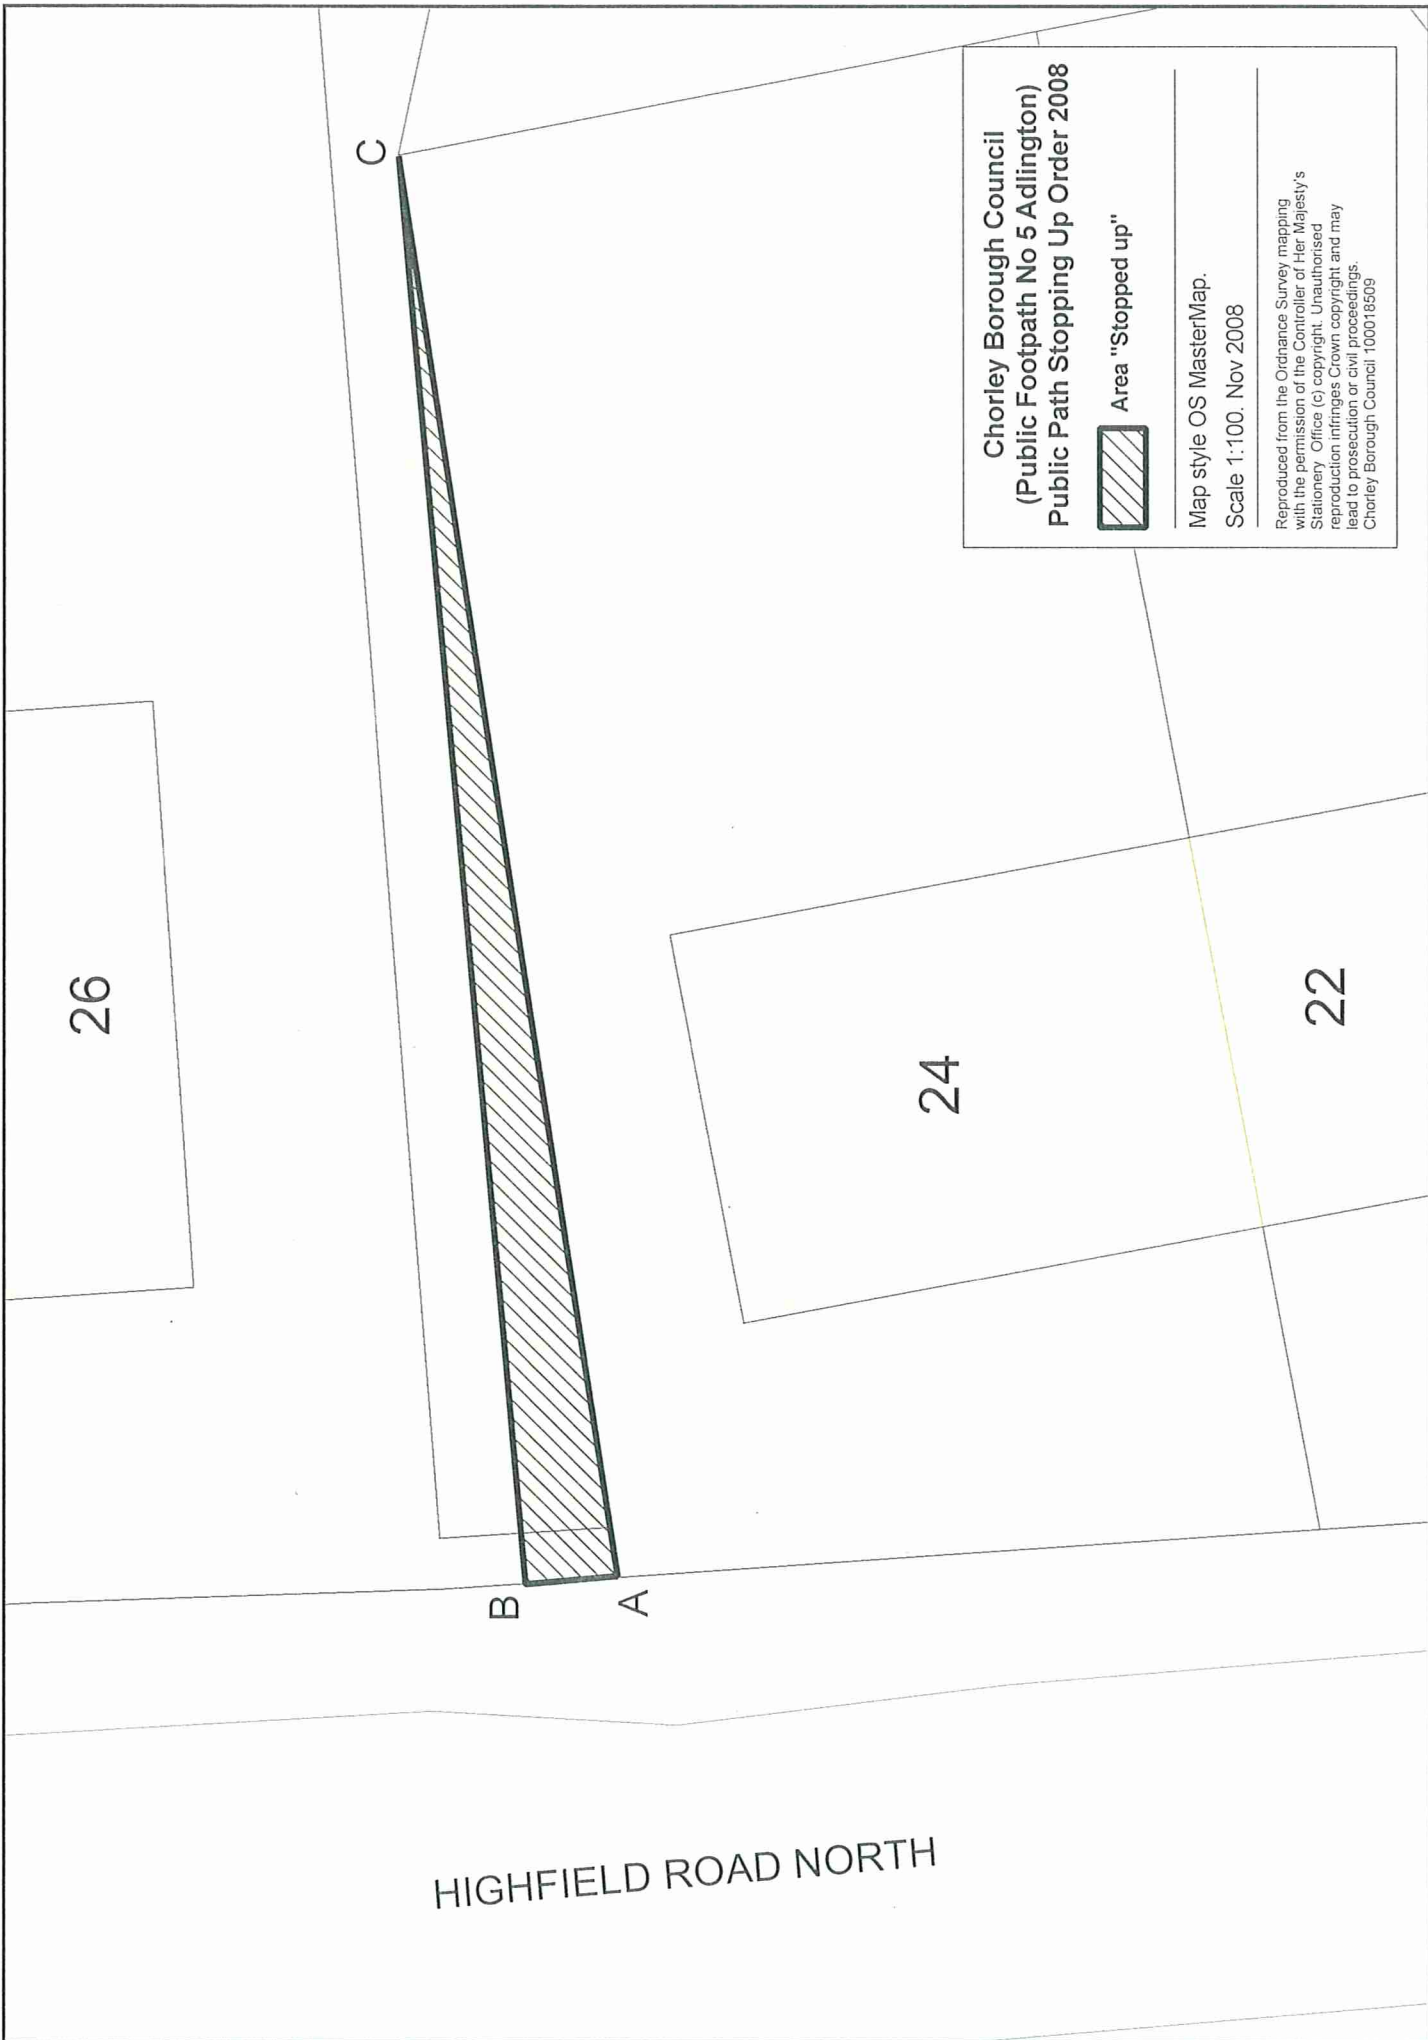 C
26
B
A
24
22
HIGHFIELD ROAD NORTH
Chorley Borough Council
(Public Footpath No 5 Adlington)
Public Path Stopping Up Order 2008
Area "Stopped up"
Map style OS MasterMap.
Scale 1:100. Nov 2008
Reproduced from the Ordnance Survey mapping
with the permission of the Controller of Her Majesty's
Stationery Office (c) copyright. Unauthorised
reproduction infringes Crown copyright and may
lead to prosecution or civil proceedings.
Chorley Borough Council 100018509